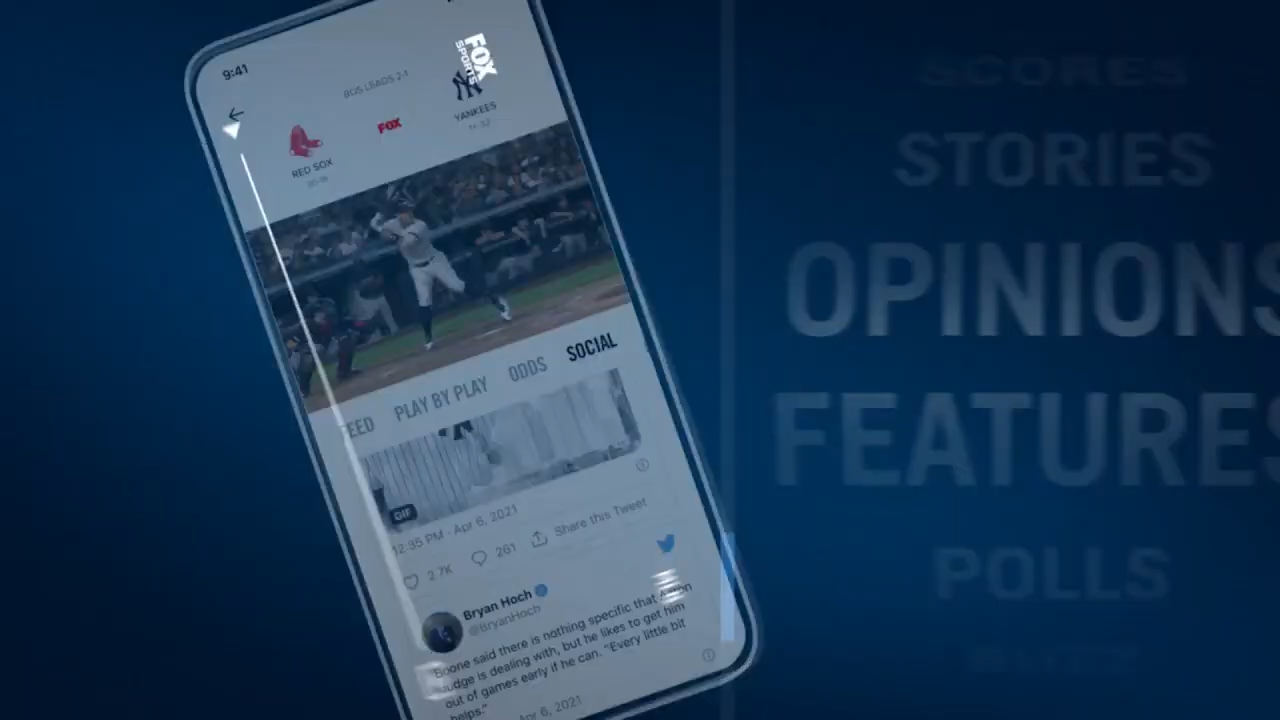 9:41
FOX
SPORTS
BOS LEADS 2-1
FOX
RED SOX
YANKEES
EED PLAY BY PLAY ODDS SOCIAL
GIF
12:35 PM · Apr 6, 2021
2.7K 261 Share this Tweet
Bryan Hoch
@BryanHoch
Boone said there is nothing specific that Aaron
Judge is dealing with, but he likes to get him
out of games early if he can. “Every little bit
helps.”
Apr 6, 2021
SCORES
STORIES
OPINIONS
FEATURES
POLLS